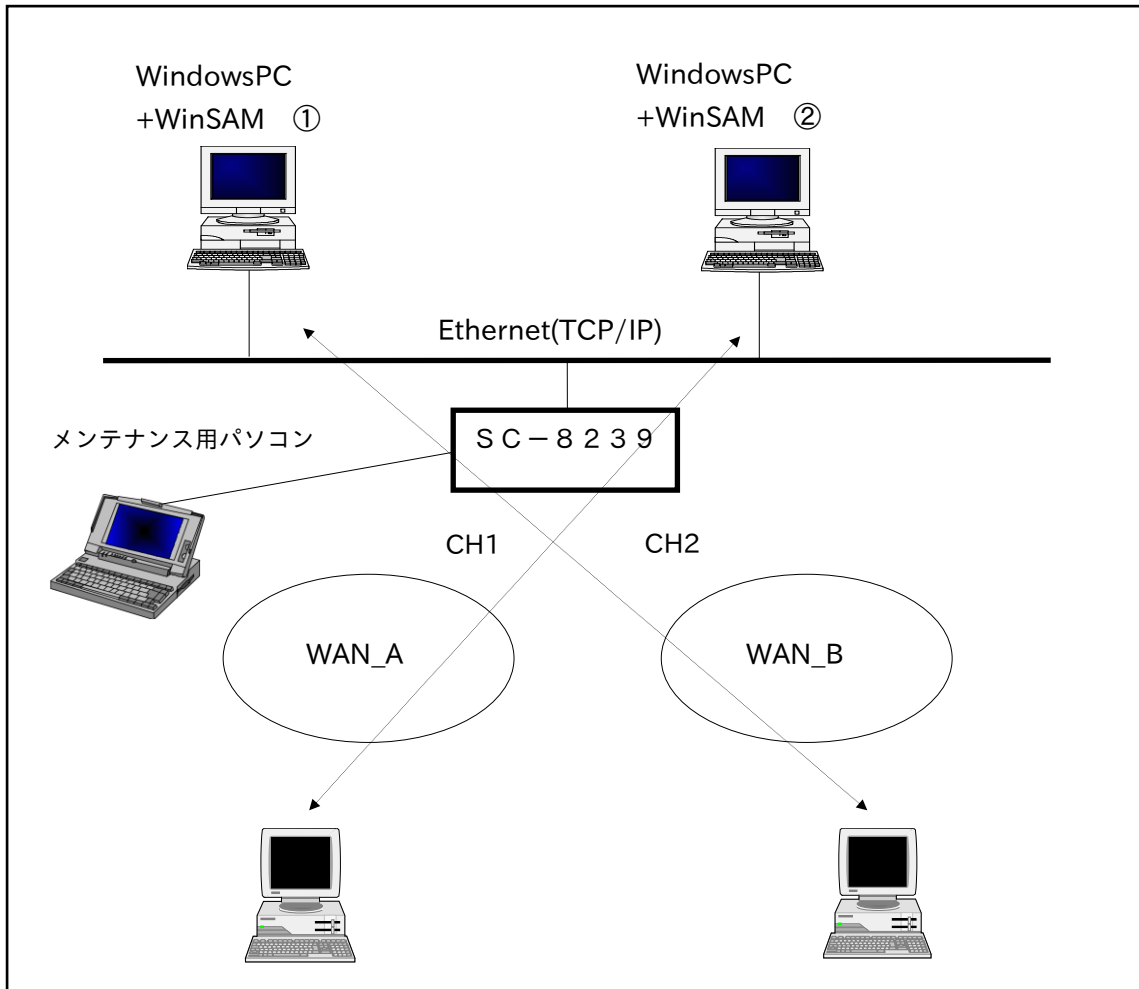 WindowsPC
+WinSAM ①
WindowsPC
+WinSAM ②
Ethernet(TCP/IP)
メンテナンス用パソコン
ＳＣ－８２３９
CH1
CH2
WAN_A
WAN_B